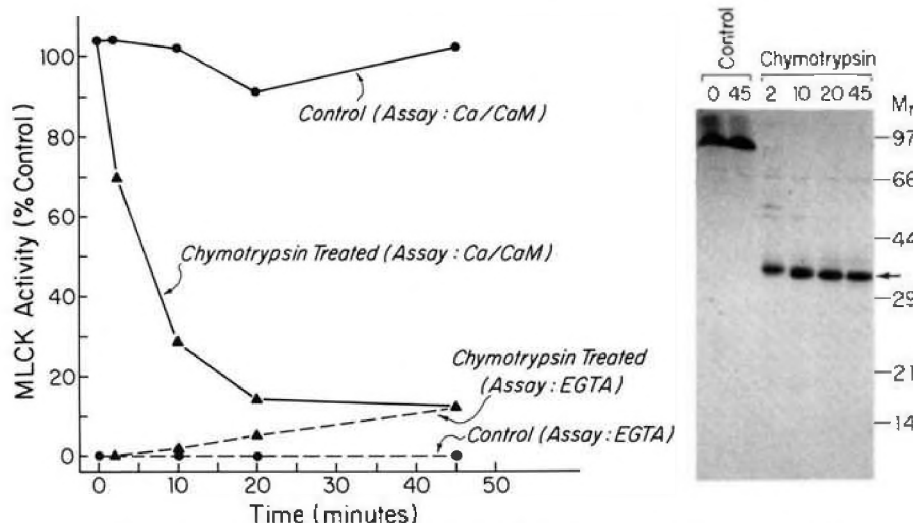 100
80
60
40
20
0
MLCK Activity (% Control)
Control (Assay : Ca/CaM)
Chymotrypsin Treated (Assay : Ca/CaM)
Chymotrypsin Treated
(Assay : EGTA)
Control (Assay : EGTA)
0 10 20 30 40 50
Time (minutes)
Control
Chymotrypsin
0 45 2 10 20 45
Mr
97
66
44
29
21
14